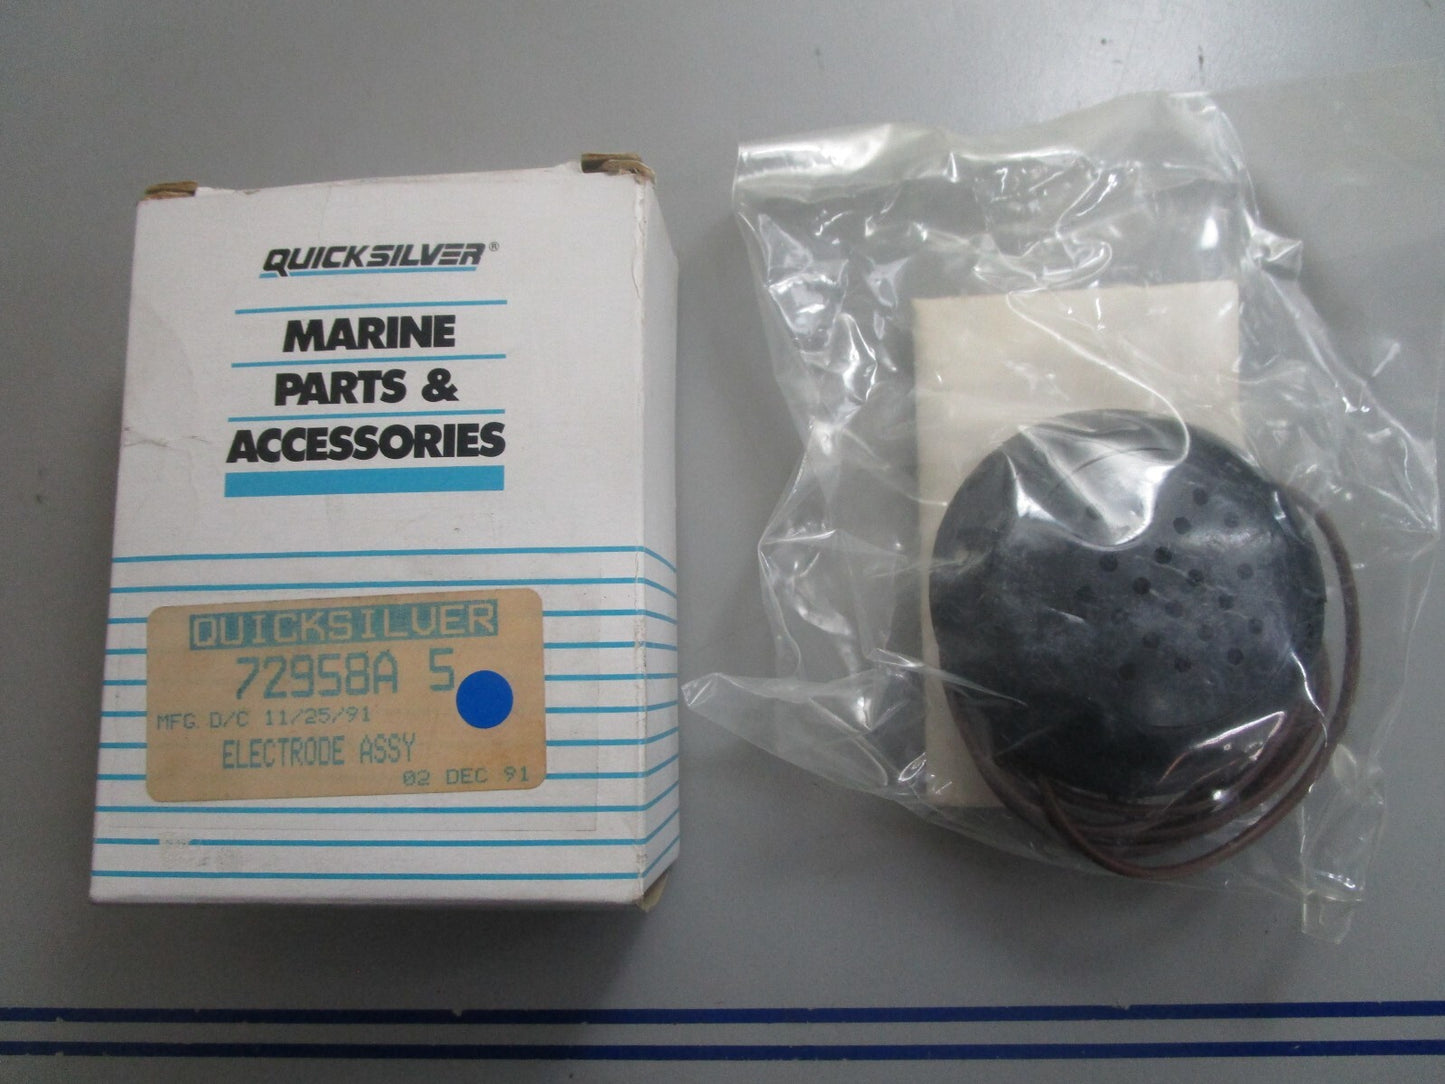 QUICKSILVER®
MARINE
PARTS &
ACCESSORIES
QUICKSILVER
72958A 5
MFG D/C 11/25/91
ELECTRODE ASSY
02 DEC 91